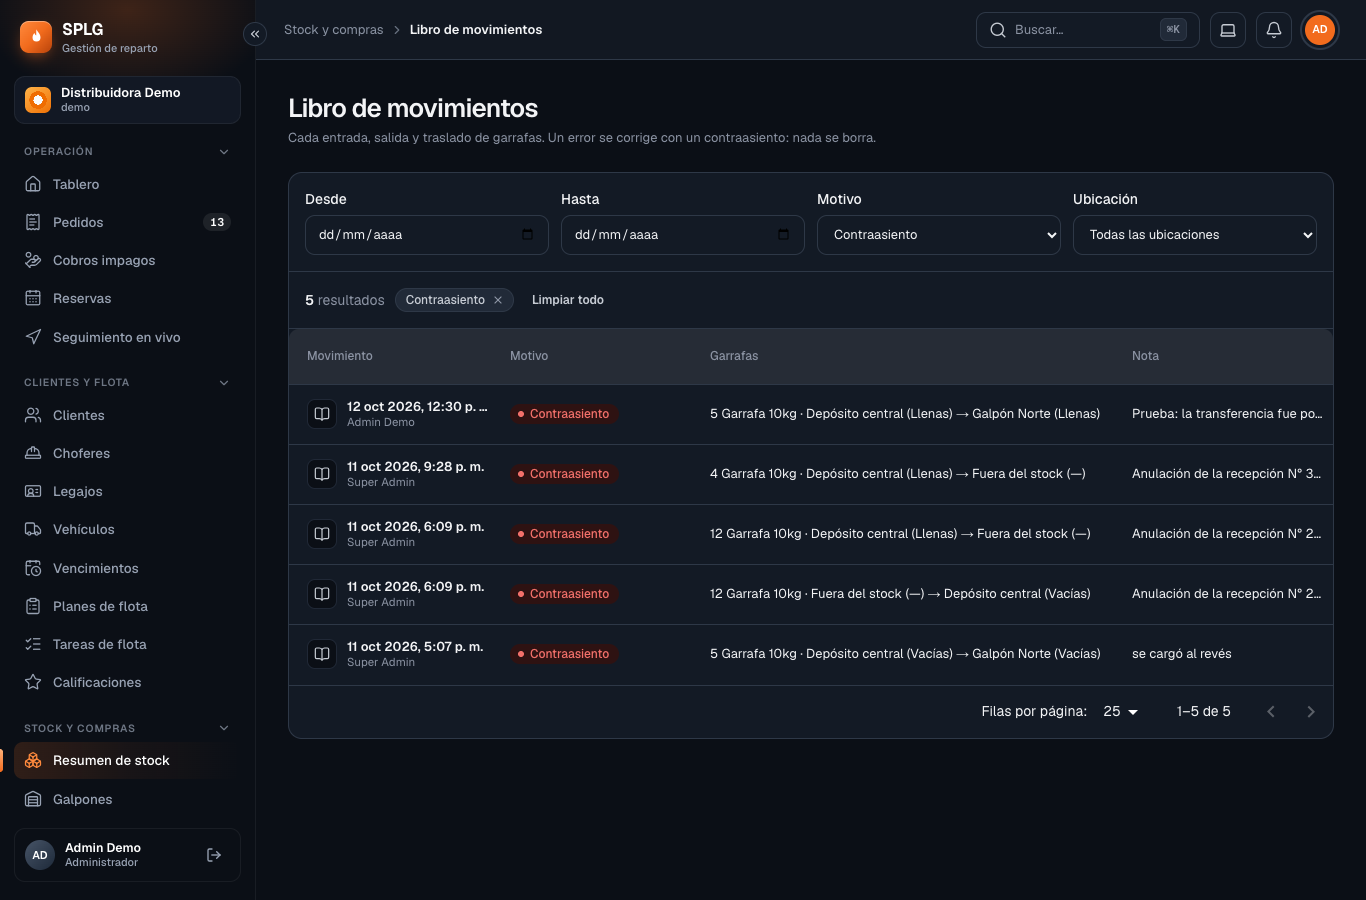 SPLG
Gestión de reparto
Distribuidora Demo
demo
OPERACIÓN
Tablero
Pedidos 13
Cobros impagos
Reservas
Seguimiento en vivo
CLIENTES Y FLOTA
Clientes
Choferes
Legajos
Vehículos
Vencimientos
Planes de flota
Tareas de flota
Calificaciones
STOCK Y COMPRAS
Resumen de stock
Galpones
AD Admin Demo
Administrador
Stock y compras > Libro de movimientos
Buscar... ⌘K AD
Libro de movimientos
Cada entrada, salida y traslado de garrafas. Un error se corrige con un contraasiento: nada se borra.
Desde Hasta Motivo Ubicación
dd/mm/aaaa dd/mm/aaaa Contraasiento Todas las ubicaciones
5 resultados Contraasiento × Limpiar todo
Movimiento Motivo Garrafas Nota
12 oct 2026, 12:30 p. ... Contraasiento 5 Garrafa 10kg · Depósito central (Llenas) → Galpón Norte (Llenas) Prueba: la transferencia fue po...
Admin Demo
11 oct 2026, 9:28 p. m. Contraasiento 4 Garrafa 10kg · Depósito central (Llenas) → Fuera del stock (—) Anulación de la recepción N° 3...
Super Admin
11 oct 2026, 6:09 p. m. Contraasiento 12 Garrafa 10kg · Depósito central (Llenas) → Fuera del stock (—) Anulación de la recepción N° 2...
Super Admin
11 oct 2026, 6:09 p. m. Contraasiento 12 Garrafa 10kg · Fuera del stock (—) → Depósito central (Vacías) Anulación de la recepción N° 2...
Super Admin
11 oct 2026, 5:07 p. m. Contraasiento 5 Garrafa 10kg · Depósito central (Vacías) → Galpón Norte (Vacías) se cargó al revés
Super Admin
Filas por página: 25 1–5 de 5